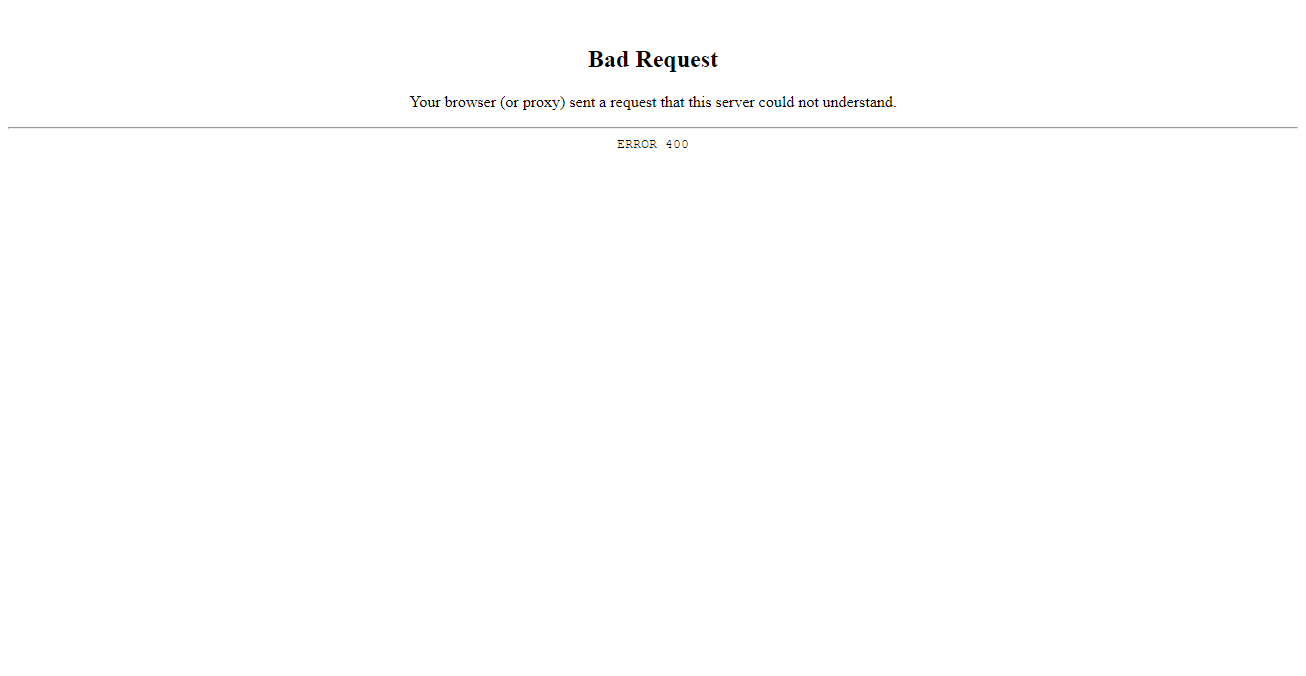 Bad Request
Your browser (or proxy) sent a request that this server could not understand.
ERROR 400